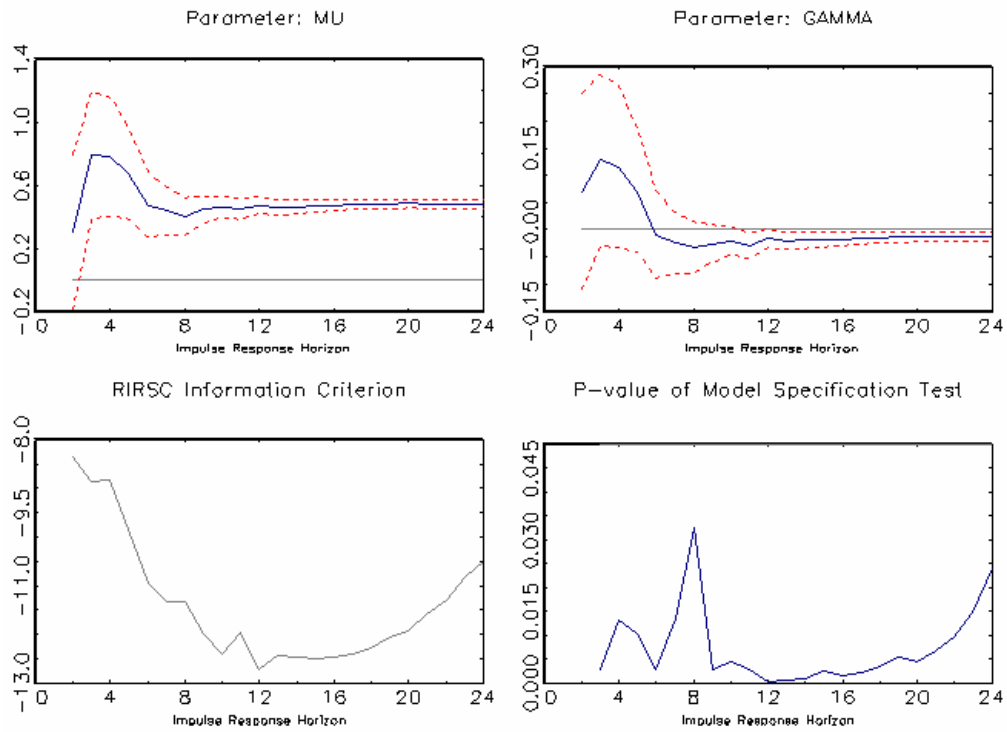 Parameter: MU
1.4
1.0
0.6
0.2
-0.2
0 4 8 12 16 20 24
Impulse Response Horizon
Parameter: GAMMA
0.30
0.15
-0.00
-0.15
0 4 8 12 16 20 24
Impulse Response Horizon
RIRSC Information Criterion
-8.0
-9.5
-11.0
-13.0
0 4 8 12 16 20 24
Impulse Response Horizon
P-value of Model Specification Test
0.045
0.030
0.015
0.000
0 4 8 12 16 20 24
Impulse Response Horizon